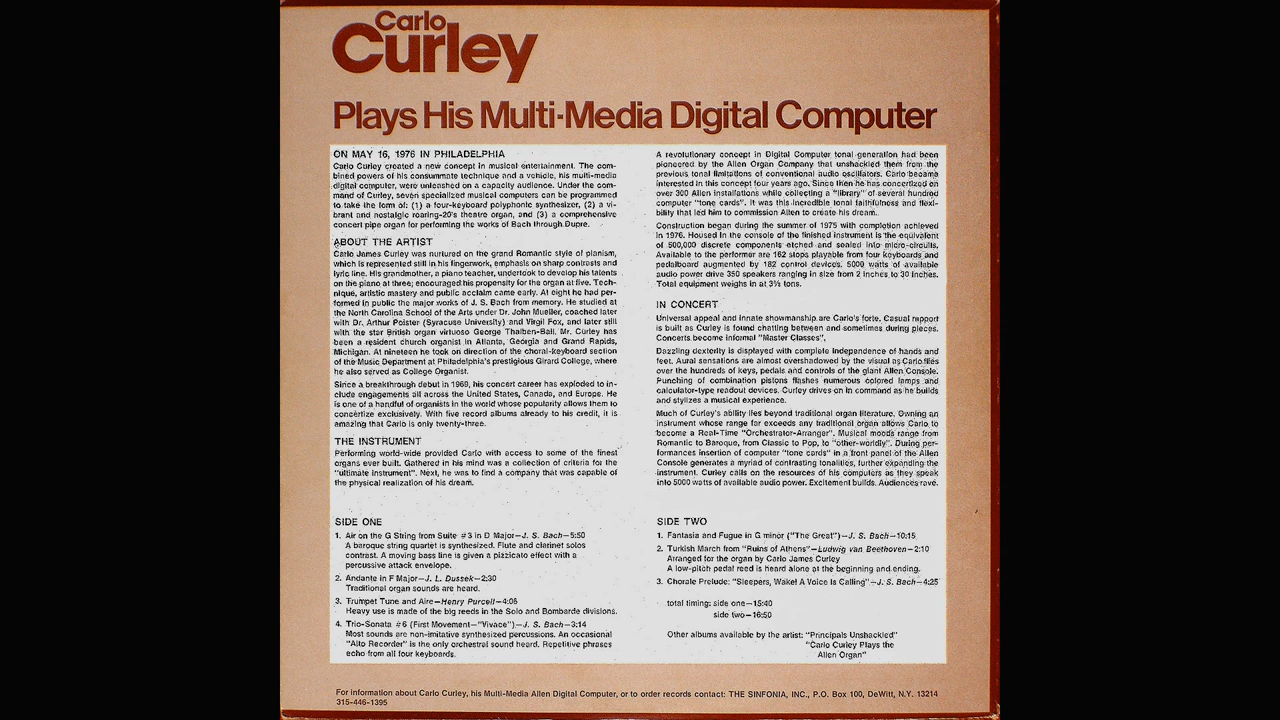 Carlo
Curley
Plays His Multi-Media Digital Computer
ON MAY 16, 1976 IN PHILADELPHIA
Carlo Curley created a new concept in musical entertainment. The com-
bined powers of his consummate technique and a vehicle, his multi-media
digital computer, were unleashed on a capacity audience. Under the com-
mand of Curley, seven specialized musical computers can be programmed
to take the form of: (1) a four-keyboard polyphonic synthesizer, (2) a vi-
brant and nostalgic roaring-20's theatre organ, and (3) a comprehensive
concert pipe organ for performing the works of Bach through Dupre.
ABOUT THE ARTIST
Carlo James Curley was nurtured on the grand Romantic style of pianism,
which is represented still in his fingerwork, emphasis on sharp contrasts and
lyric line. His grandmother, a piano teacher, undertook to develop his talents
on the piano at three; encouraged his propensity for the organ at five. Tech-
nique, artistic mastery and public acclaim came early. At eight he had per-
formed in public the major works of J. S. Bach from memory. He studied at
the North Carolina School of the Arts under Dr. John Mueller, coached later
with Dr. Arthur Poister (Syracuse University) and Virgil Fox, and later still
with the star British organ virtuoso George Thalben-Ball. Mr. Curley has
been a resident church organist in Atlanta, Georgia and Grand Rapids,
Michigan. At nineteen he took on direction of the choral-keyboard section
of the Music Department at Philadelphia's prestigious Girard College, where
he also served as College Organist.
Since a breakthrough debut in 1968, his concert career has exploded to in-
clude engagements all across the United States, Canada, and Europe. He
is one of a handful of organists in the world whose popularity allows them to
concertize exclusively. With five record albums already to his credit, it is
amazing that Carlo is only twenty-three.
THE INSTRUMENT
Performing world-wide provided Carlo with access to some of the finest
organs ever built. Gathered in his mind was a collection of criteria for the
"ultimate instrument". Next, he was to find a company that was capable of
the physical realization of his dream.
A revolutionary concept in Digital Computer tonal generation had been
pioneered by the Allen Organ Company that unshackled them from the
previous tonal limitations of conventional audio oscillators. Carlo became
interested in this concept four years ago. Since then he has concertized on
over 300 Allen installations while collecting a "library" of several hundred
computer "tone cards". It was this incredible tonal faithfulness and flexi-
bility that led him to commission Allen to create his dream.
Construction began during the summer of 1975 with completion achieved
in 1976. Housed in the console of the finished instrument is the equivalent
of 500,000 discrete components etched and sealed into micro-circuits.
Available to the performer are 162 stops playable from four keyboards and
pedalboard augmented by 182 control devices. 5000 watts of available
audio power drive 350 speakers ranging in size from 2 inches to 30 inches.
Total equipment weighs in at 3½ tons.
IN CONCERT
Universal appeal and innate showmanship are Carlo's forte. Casual rapport
is built as Curley is found chatting between and sometimes during pieces.
Concerts become informal "Master Classes".
Dazzling dexterity is displayed with complete independence of hands and
feet. Aural sensations are almost overshadowed by the visual as Carlo flies
over the hundreds of keys, pedals and controls of the giant Allen Console.
Punching of combination pistons flashes numerous colored lamps and
calculator-type readout devices. Curley drives on in command as he builds
and stylizes a musical experience.
Much of Curley's ability lies beyond traditional organ literature. Owning an
instrument whose range far exceeds any traditional organ allows Carlo to
become a Real-Time "Orchestrator-Arranger". Musical moods range from
Romantic to Baroque, from Classic to Pop, to "other-worldly". During per-
formances insertion of computer "tone cards" in a front panel of the Allen
Console generates a myriad of contrasting tonalities, further expanding the
instrument. Curley calls on the resources of his computers as they speak
into 5000 watts of available audio power. Excitement builds. Audiences rave.
SIDE ONE
1. Air on the G String from Suite #3 in D Major—J. S. Bach—5:50
A baroque string quartet is synthesized. Flute and clarinet solos
contrast. A moving bass line is given a pizzicato effect with a
percussive attack envelope.
2. Andante in F Major—J. L. Dussek—2:30
Traditional organ sounds are heard.
3. Trumpet Tune and Aire—Henry Purcell—4:06
Heavy use is made of the big reeds in the Solo and Bombarde divisions.
4. Trio-Sonata #6 (First Movement—"Vivace")—J. S. Bach—3:14
Most sounds are non-imitative synthesized percussions. An occasional
"Alto Recorder" is the only orchestral sound heard. Repetitive phrases
echo from all four keyboards.
SIDE TWO
1. Fantasia and Fugue in G minor ("The Great")—J. S. Bach—10:15
2. Turkish March from "Ruins of Athens"—Ludwig van Beethoven—2:10
Arranged for the organ by Carlo James Curley
A low-pitch pedal reed is heard alone at the beginning and ending.
3. Chorale Prelude: "Sleepers, Wake! A Voice Is Calling"—J. S. Bach—4:25
total timing: side one—15:40
side two—16:50
Other albums available by the artist: "Principals Unshackled"
"Carlo Curley Plays the
Allen Organ"
For information about Carlo Curley, his Multi-Media Allen Digital Computer, or to order records contact: THE SINFONIA, INC., P.O. Box 100, DeWitt, N.Y. 13214
315-446-1395